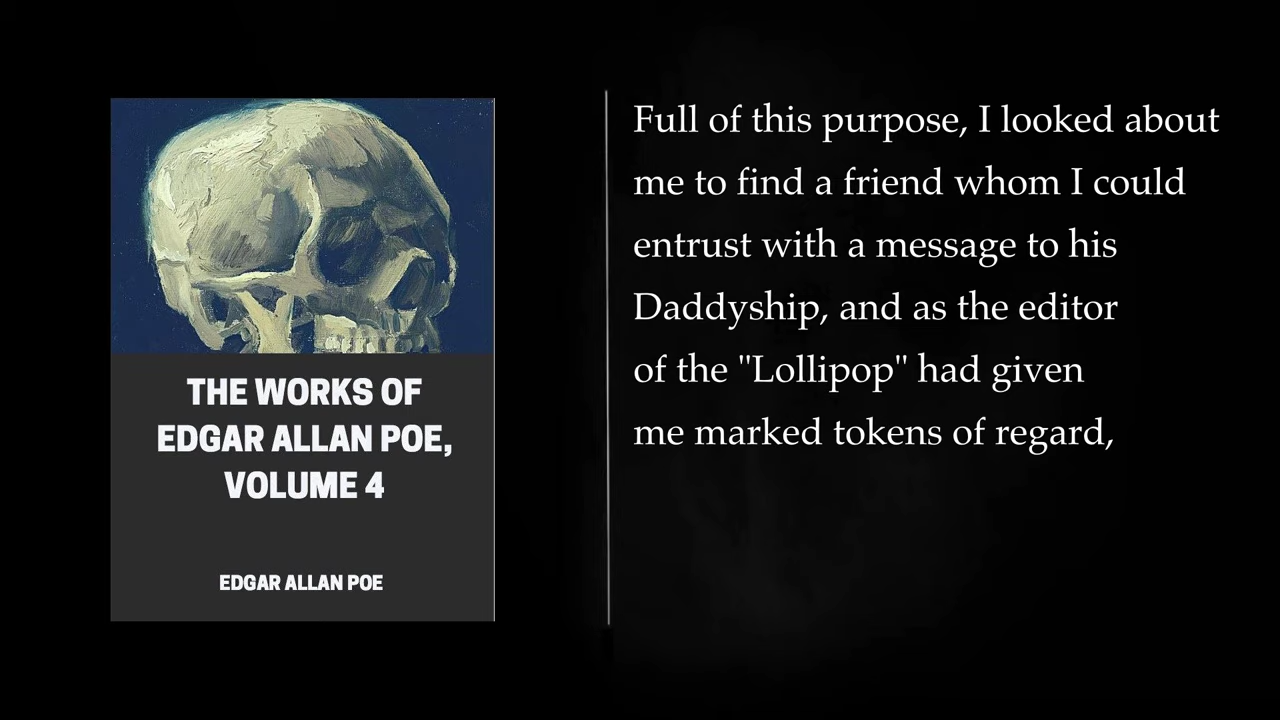 THE WORKS OF
EDGAR ALLAN POE,
VOLUME 4
EDGAR ALLAN POE
Full of this purpose, I looked about
me to find a friend whom I could
entrust with a message to his
Daddyship, and as the editor
of the "Lollipop" had given
me marked tokens of regard,